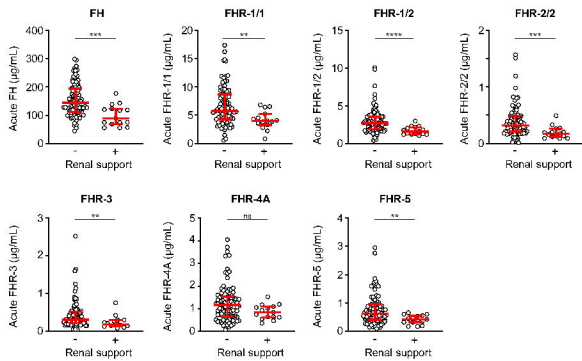 FH
***
Acute FH (µg/mL)
400
300
200
100
0
- +
Renal support
FHR-1/1
**
Acute FHR-1/1 (µg/mL)
20
15
10
5
0
- +
Renal support
FHR-1/2
****
Acute FHR-1/2 (µg/mL)
15
10
5
0
- +
Renal support
FHR-2/2
***
Acute FHR-2/2 (µg/mL)
2
1
0
- +
Renal support
FHR-3
**
Acute FHR-3 (µg/mL)
3
2
1
0
- +
Renal support
FHR-4A
ns
Acute FHR-4A (µg/mL)
5
4
3
2
1
0
- +
Renal support
FHR-5
**
Acute FHR-5 (µg/mL)
4
3
2
1
0
- +
Renal support